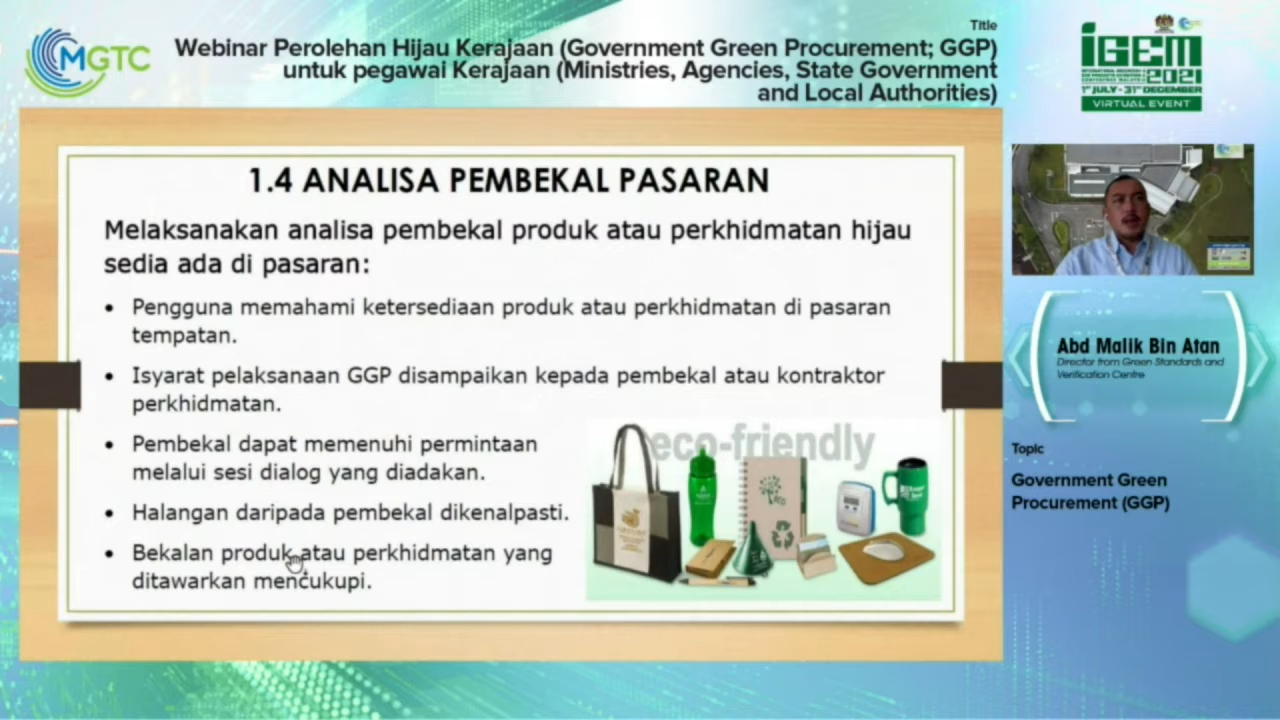 MGTC
Title
Webinar Perolehan Hijau Kerajaan (Government Green Procurement; GGP)
untuk pegawai Kerajaan (Ministries, Agencies, State Government
and Local Authorities)
iGEM
2021
1ST JULY - 31ST DECEMBER
VIRTUAL EVENT
1.4 ANALISA PEMBEKAL PASARAN
Melaksanakan analisa pembekal produk atau perkhidmatan hijau
sedia ada di pasaran:
• Pengguna memahami ketersediaan produk atau perkhidmatan di pasaran
tempatan.
• Isyarat pelaksanaan GGP disampaikan kepada pembekal atau kontraktor
perkhidmatan.
• Pembekal dapat memenuhi permintaan
melalui sesi dialog yang diadakan.
• Halangan daripada pembekal dikenalpasti.
• Bekalan produk atau perkhidmatan yang
ditawarkan mencukupi.
eco-friendly
eco
Abd Malik Bin Atan
Director from Green Standards and
Verification Centre
Topic
Government Green
Procurement (GGP)